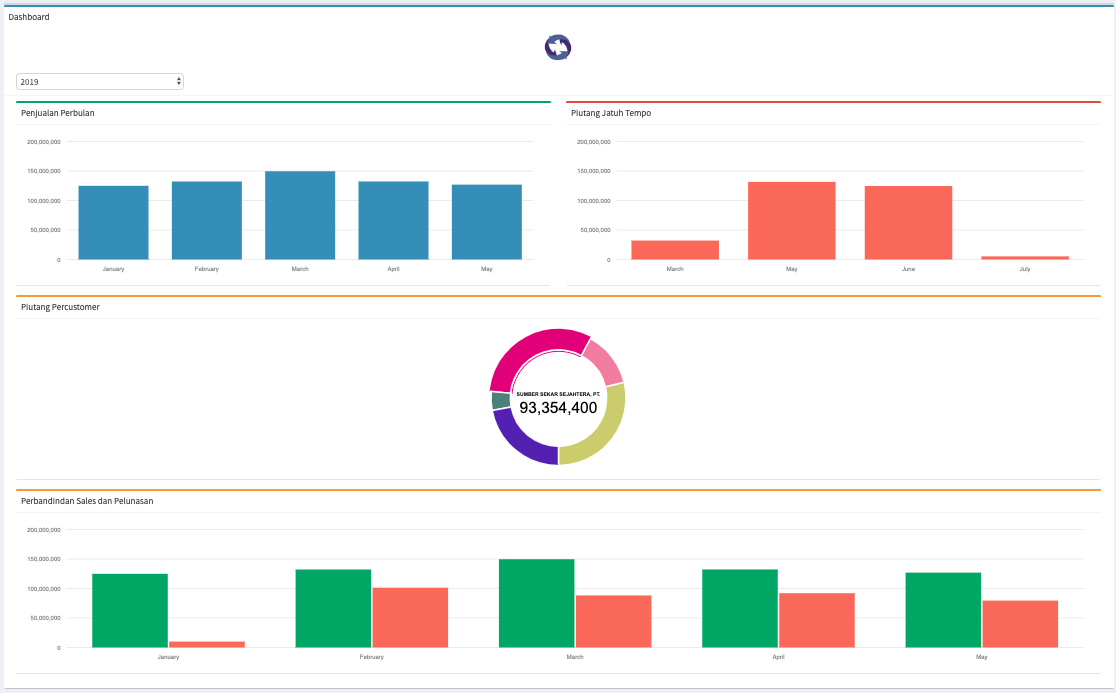 Dashboard
2019
Penjualan Perbulan
200,000,000
150,000,000
100,000,000
50,000,000
0
January February March April May
Piutang Jatuh Tempo
200,000,000
150,000,000
100,000,000
50,000,000
0
March May June July
Piutang Percustomer
SUMBER SEKAR SEJAHTERA, PT.
93,354,400
Perbandindan Sales dan Pelunasan
200,000,000
150,000,000
100,000,000
50,000,000
0
January February March April May